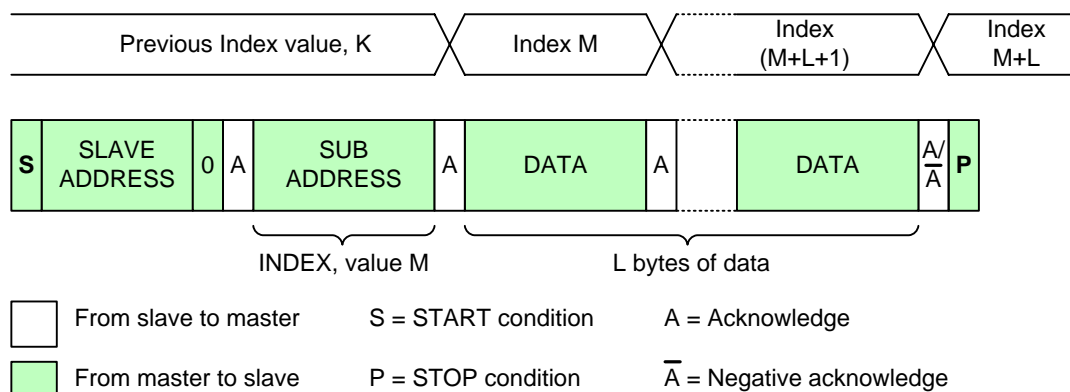 Previous Index value, K
Index M
Index
(M+L+1)
Index
M+L
S
SLAVE
ADDRESS
0
A
SUB
ADDRESS
A
DATA
A
DATA
A/
A̅
P
INDEX, value M
L bytes of data
From slave to master
S = START condition
A = Acknowledge
From master to slave
P = STOP condition
A̅ = Negative acknowledge